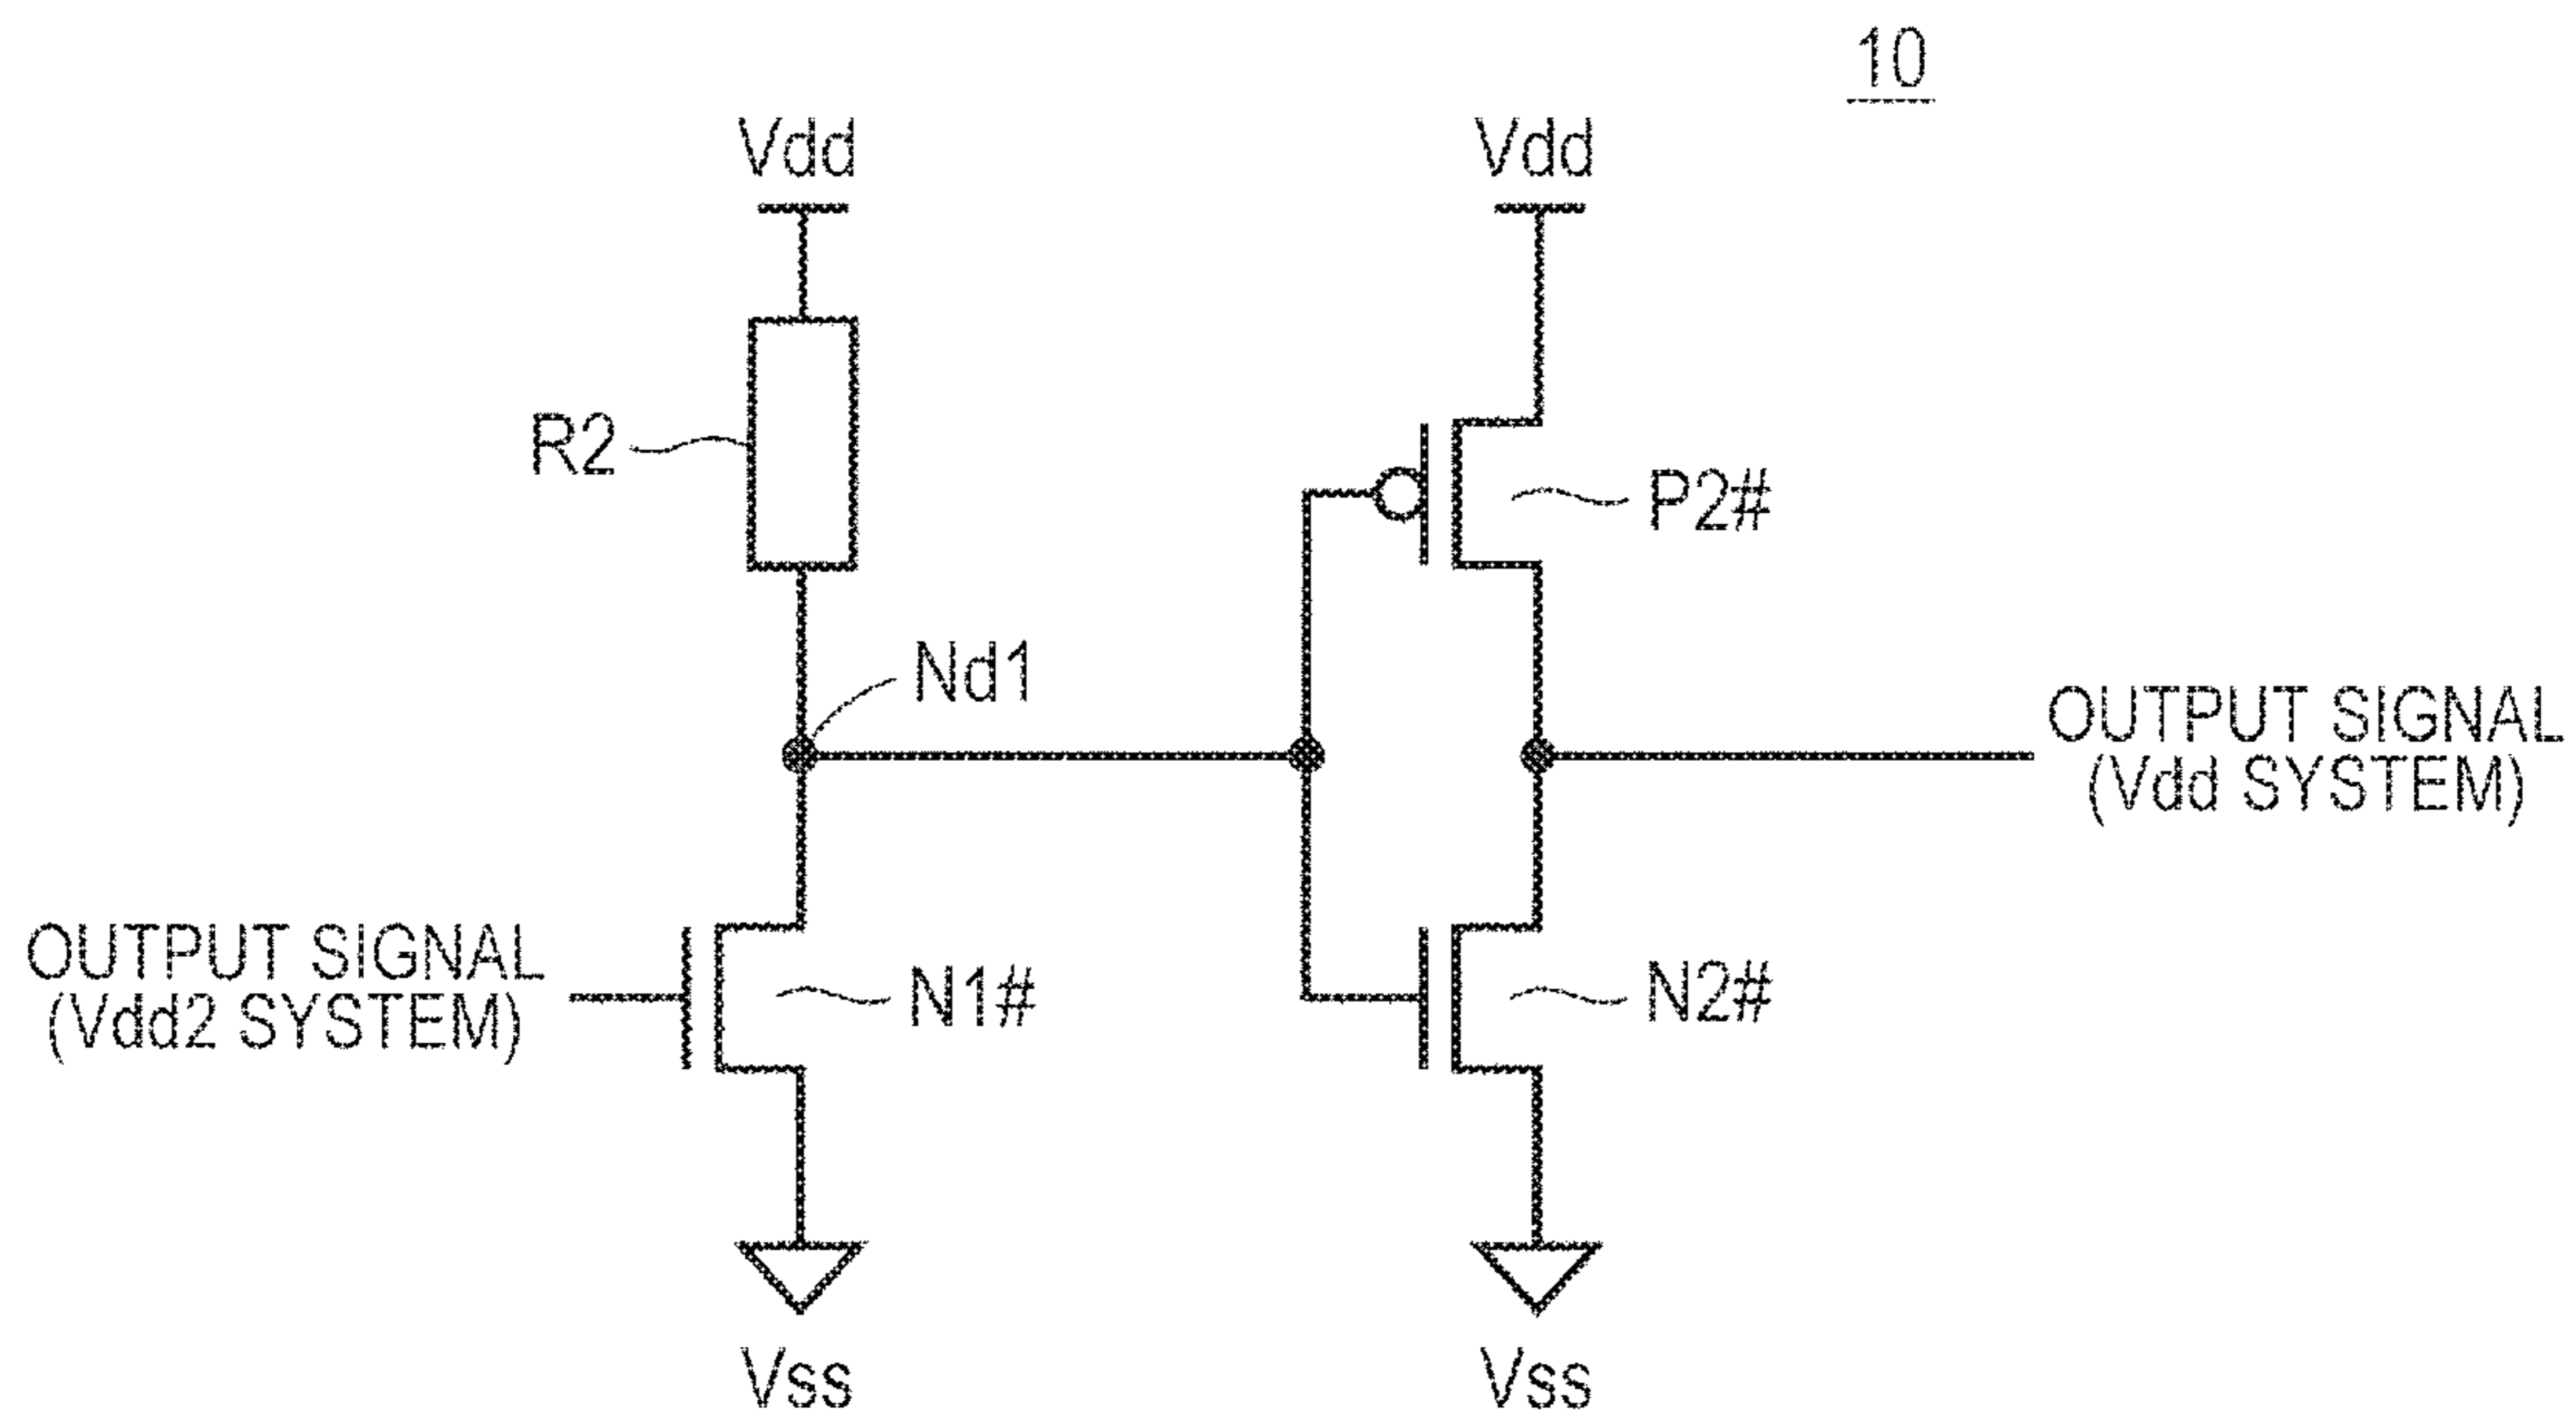 10
Vdd
Vdd
R2
P2#
Nd1
OUTPUT SIGNAL
(Vdd SYSTEM)
OUTPUT SIGNAL
(Vdd2 SYSTEM)
N1#
N2#
Vss
Vss